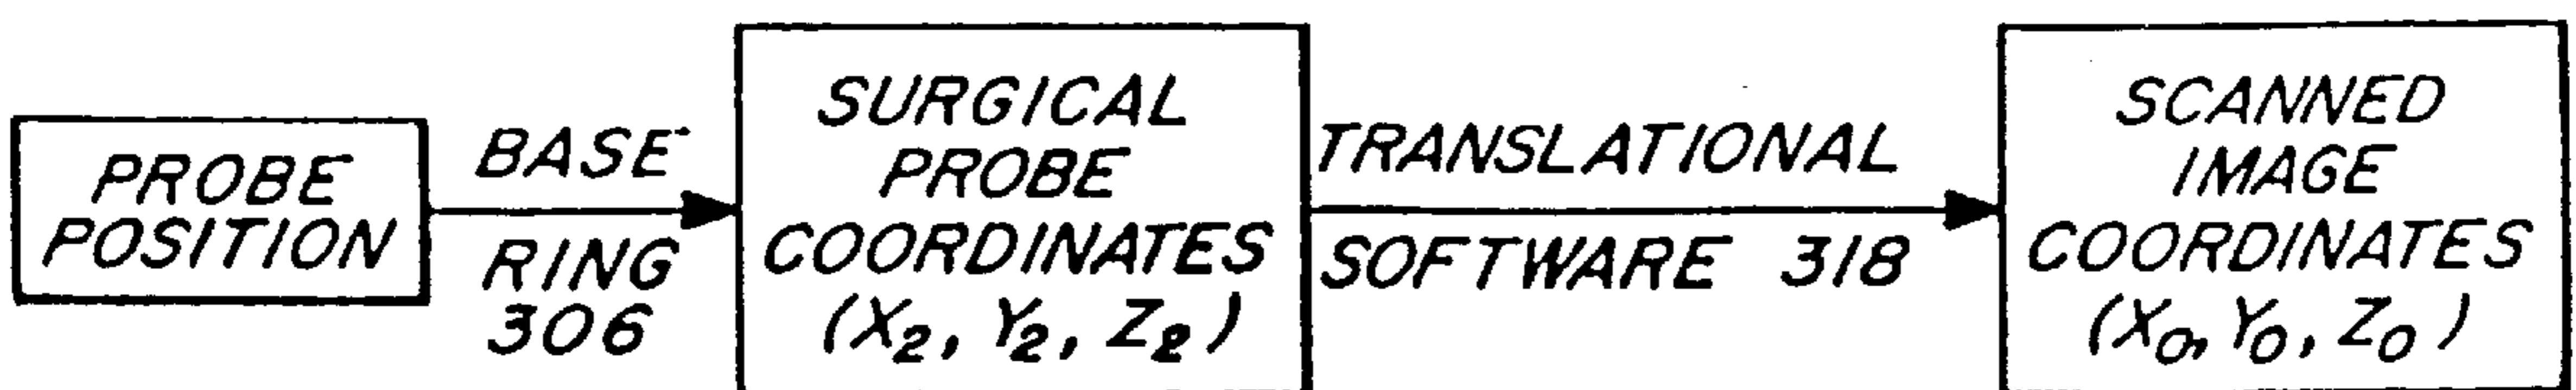 PROBE
POSITION
BASE
RING
306
SURGICAL
PROBE
COORDINATES
(X2, Y2, Z2)
TRANSLATIONAL
SOFTWARE 318
SCANNED
IMAGE
COORDINATES
(X0, Y0, Z0)